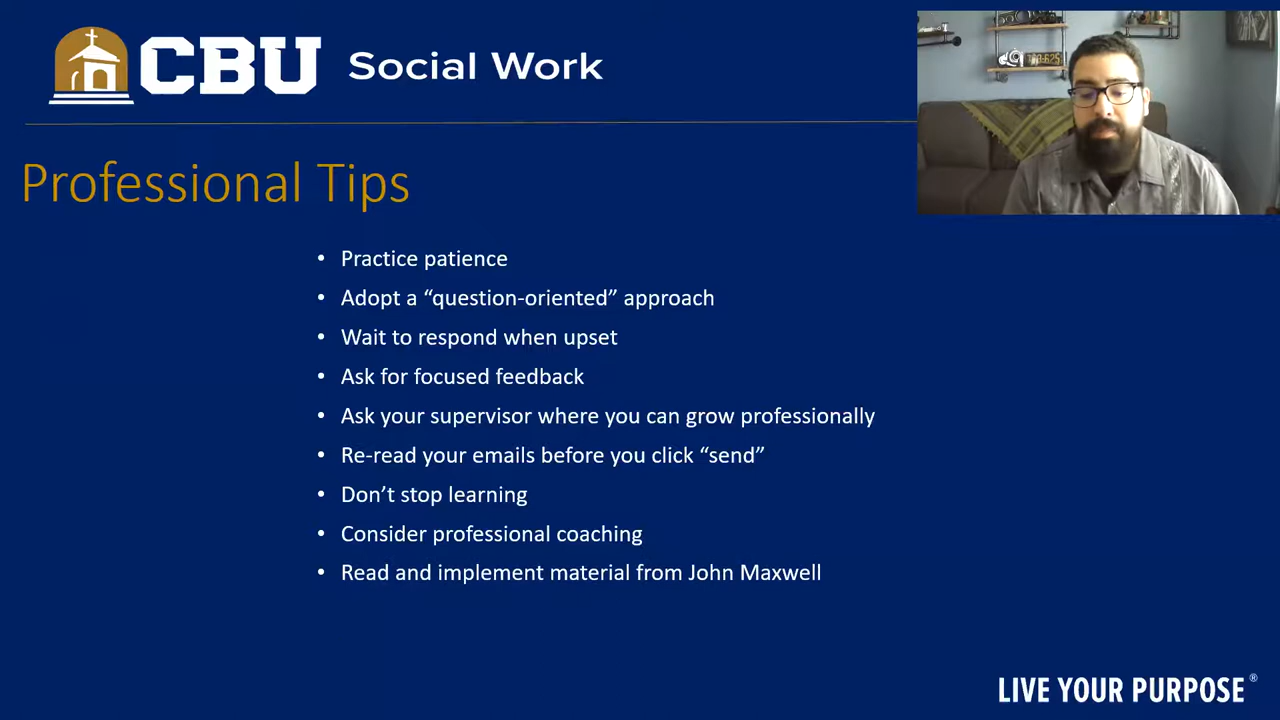 CBU Social Work
Professional Tips
• Practice patience
• Adopt a “question-oriented” approach
• Wait to respond when upset
• Ask for focused feedback
• Ask your supervisor where you can grow professionally
• Re-read your emails before you click “send”
• Don’t stop learning
• Consider professional coaching
• Read and implement material from John Maxwell
LIVE YOUR PURPOSE®